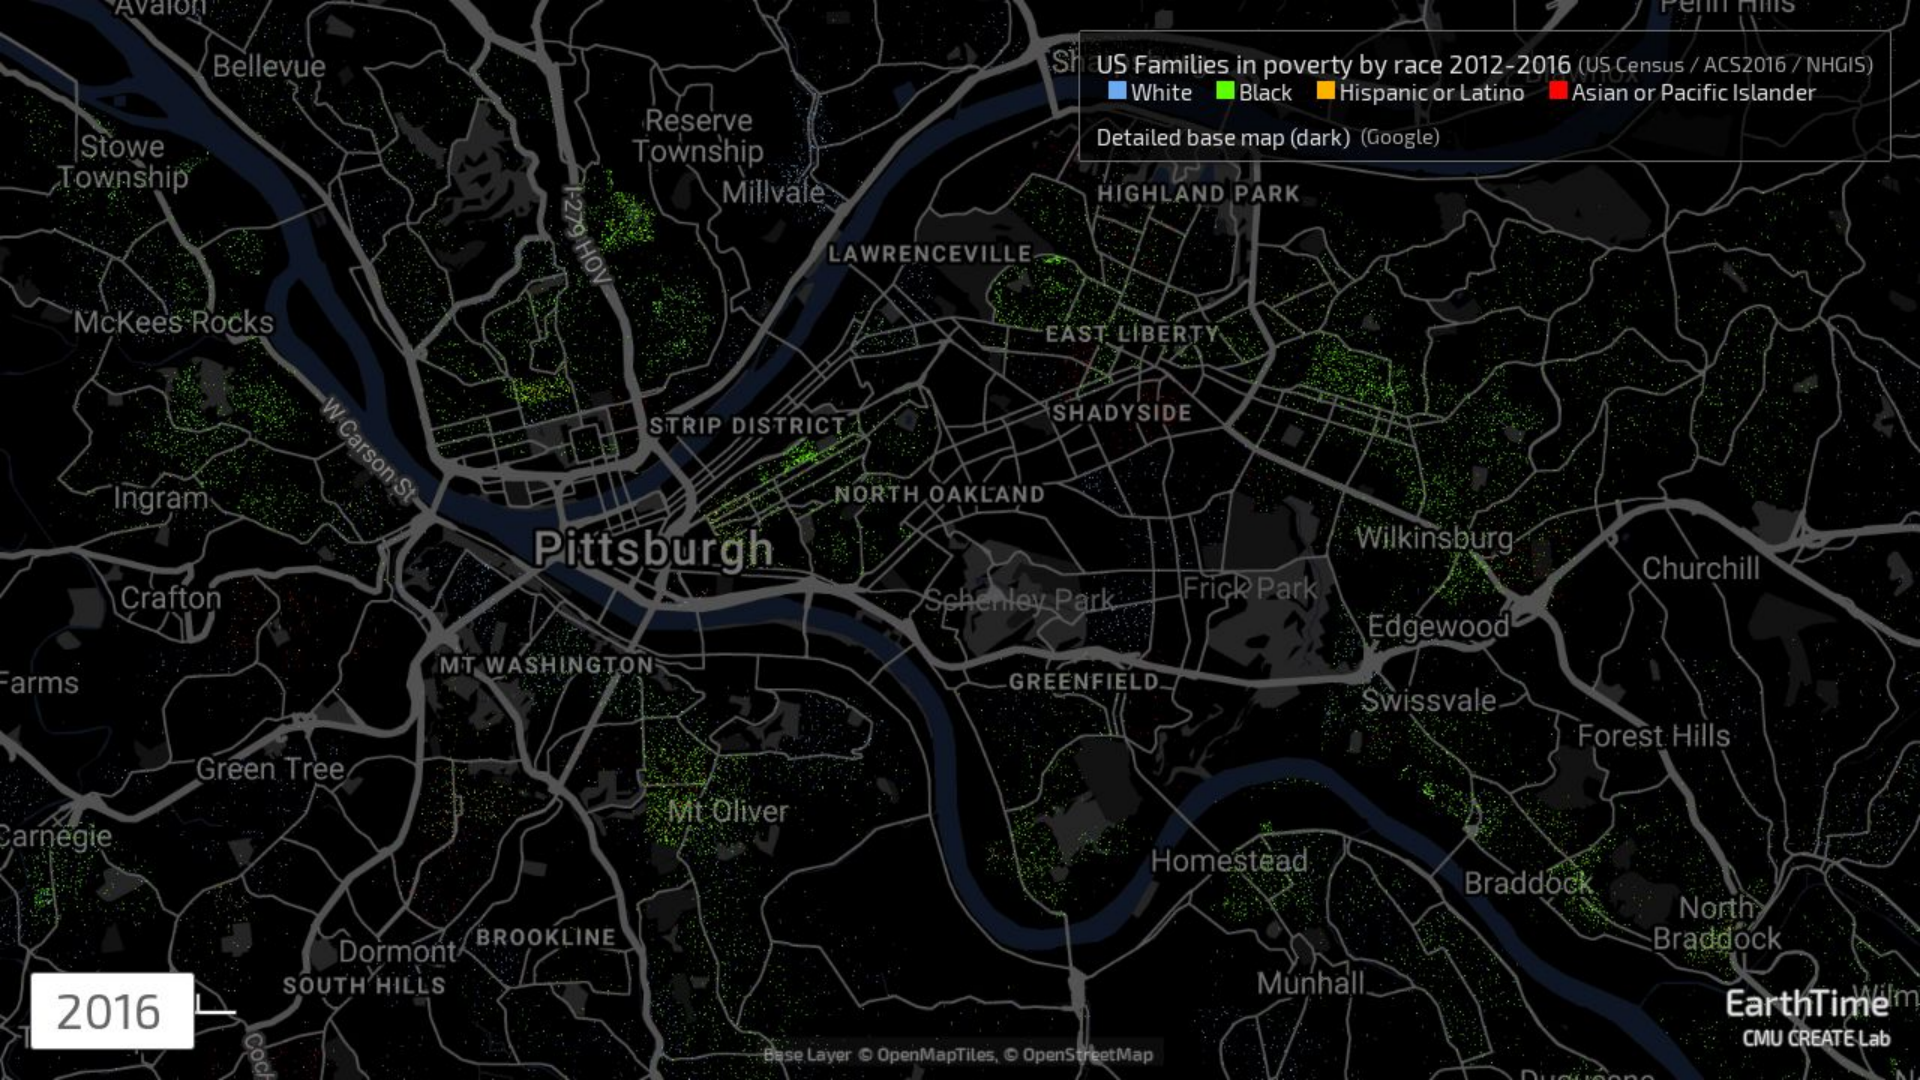 Avalon
Penn Hills
US Families in poverty by race 2012-2016 (US Census / ACS2016 / NHGIS)
White Black Hispanic or Latino Asian or Pacific Islander
Detailed base map (dark) (Google)
Bellevue
Reserve
Township
Stowe
Township
Millvale
HIGHLAND PARK
I-279 HOV
LAWRENCEVILLE
McKees Rocks
EAST LIBERTY
W Carson St
STRIP DISTRICT
SHADYSIDE
Ingram
NORTH OAKLAND
Pittsburgh
Wilkinsburg
Churchill
Crafton
Schenley Park
Frick Park
Edgewood
MT WASHINGTON
Farms
GREENFIELD
Swissvale
Forest Hills
Green Tree
Mt Oliver
Carnegie
Homestead
Braddock
North
Braddock
BROOKLINE
Dormont
SOUTH HILLS
Munhall
2016
EarthTime
CMU CREATE Lab
Base Layer © OpenMapTiles, © OpenStreetMap
Duquesne